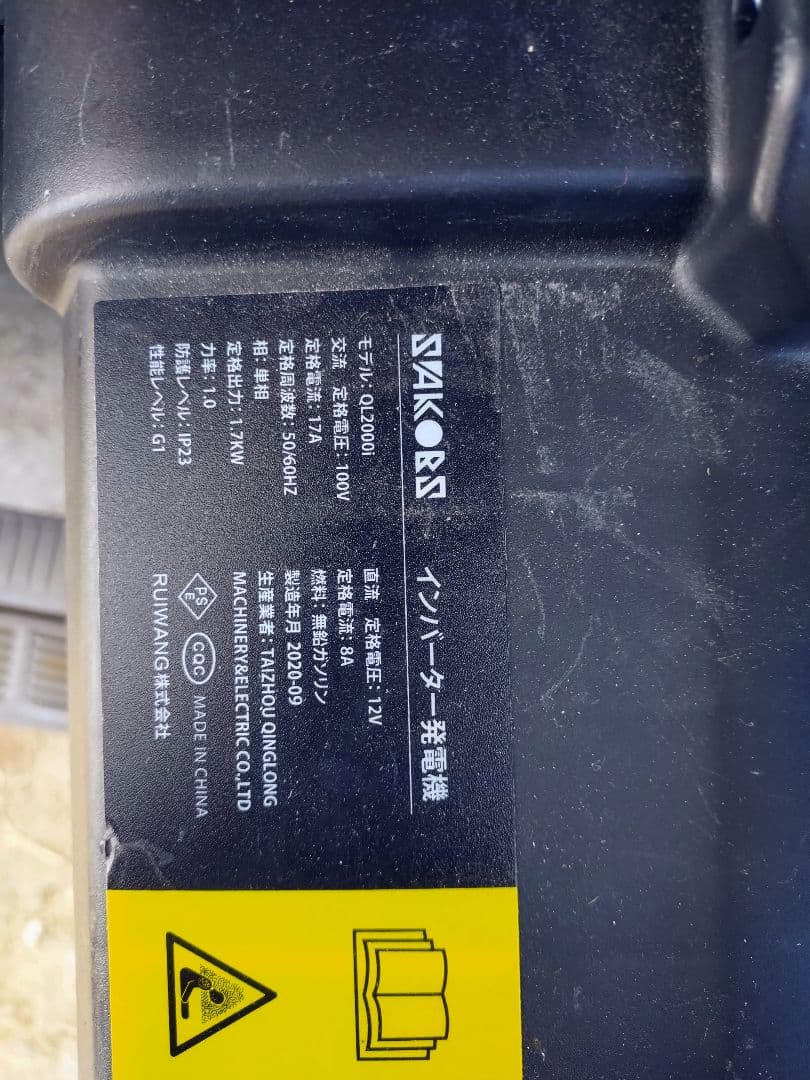 SAKOBS インバーター発電機
モデル: QL2000i
交流 定格電圧：100V
定格電流：17A
定格周波数：50/60HZ
相：単相
定格出力：1.7KW
力率：1.0
防護レベル：IP23
性能レベル：G1
直流 定格電圧：12V
定格電流：8A
燃料：無鉛ガソリン
製造年月 2020-09
生産業者：TAIZHOU QINGLONG
MACHINERY&ELECTRIC CO.,LTD
PS E CQC MADE IN CHINA
RUIWANG株式会社